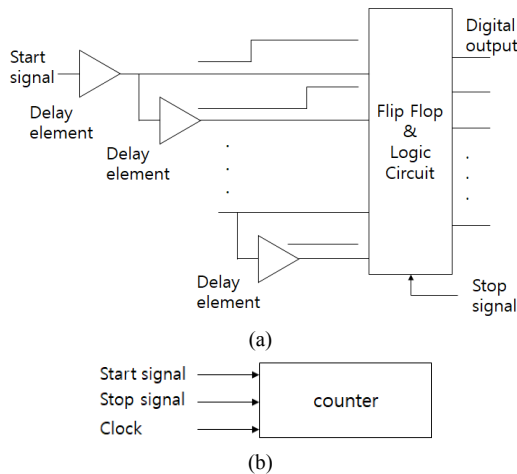 Start
signal
Delay
element
Delay
element
Delay
element
Flip Flop
&
Logic
Circuit
Digital
output
Stop
signal
(a)
Start signal
Stop signal
Clock
counter
(b)